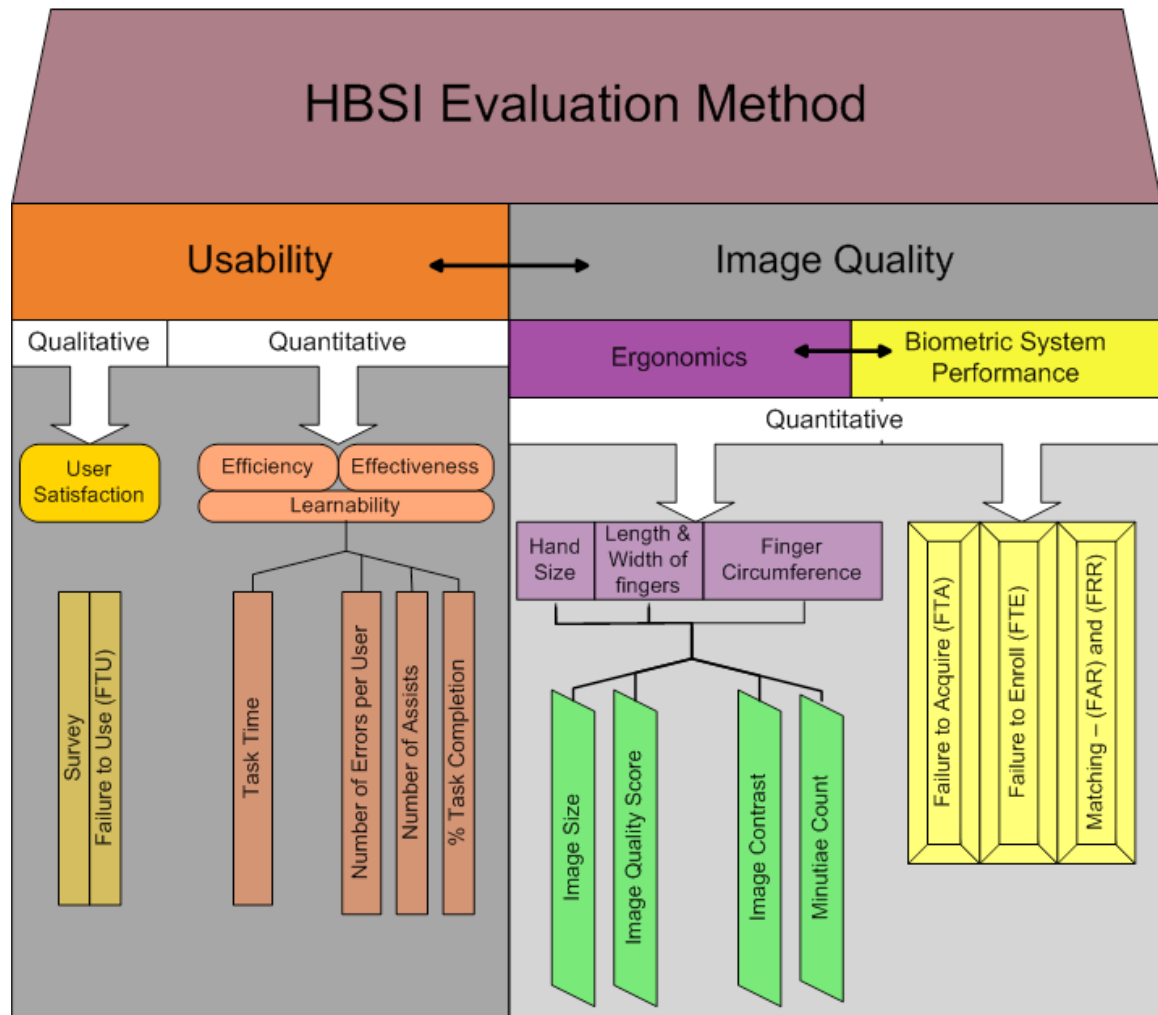 HBSI Evaluation Method
Usability
Image Quality
Qualitative
Quantitative
Ergonomics
Biometric System
Performance
Quantitative
User
Satisfaction
Efficiency
Effectiveness
Learnability
Hand
Size
Length &
Width of
fingers
Finger
Circumference
Survey
Failure to Use (FTU)
Task Time
Number of Errors per User
Number of Assists
% Task Completion
Image Size
Image Quality Score
Image Contrast
Minutiae Count
Failure to Acquire (FTA)
Failure to Enroll (FTE)
Matching – (FAR) and (FRR)